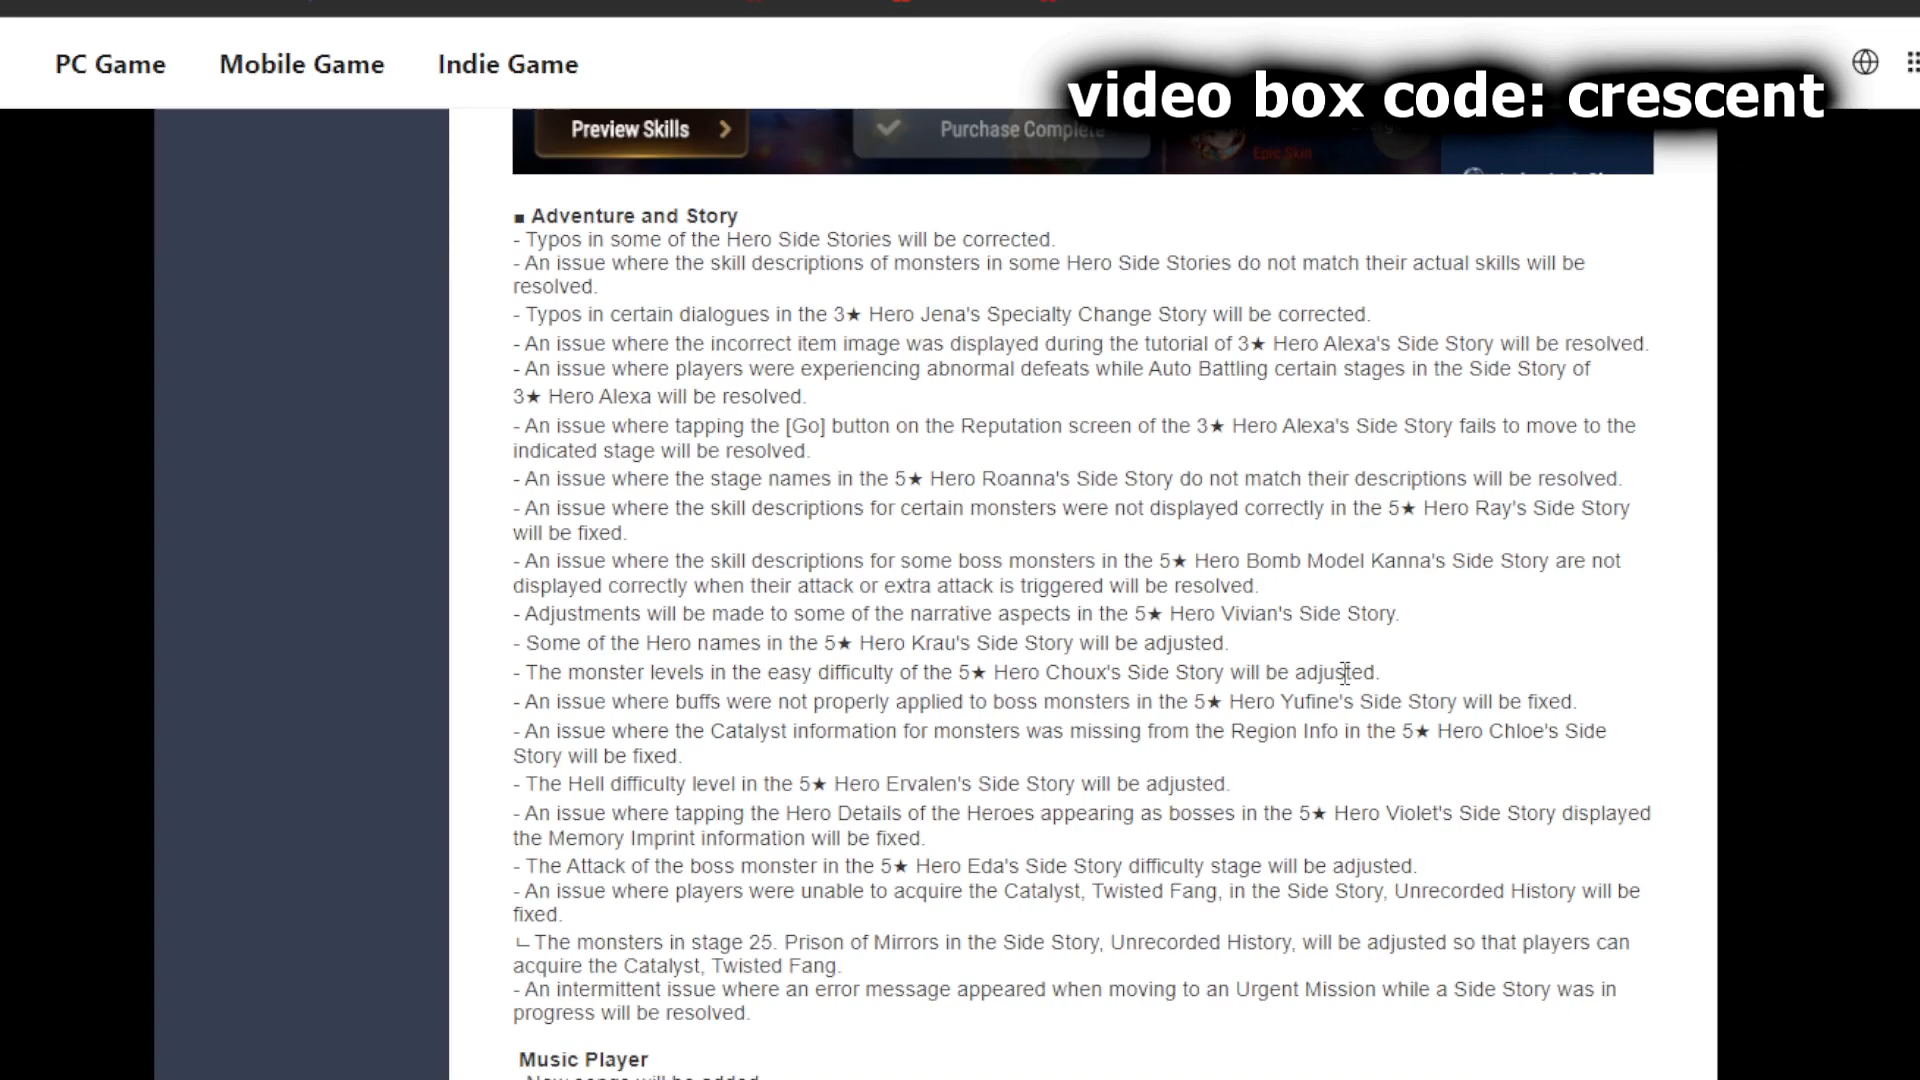 PC Game Mobile Game Indie Game
video box code: crescent
Preview Skills Purchase Complete
Epic Skin
■ Adventure and Story
- Typos in some of the Hero Side Stories will be corrected.
- An issue where the skill descriptions of monsters in some Hero Side Stories do not match their actual skills will be
resolved.
- Typos in certain dialogues in the 3★ Hero Jena's Specialty Change Story will be corrected.
- An issue where the incorrect item image was displayed during the tutorial of 3★ Hero Alexa's Side Story will be resolved.
- An issue where players were experiencing abnormal defeats while Auto Battling certain stages in the Side Story of
3★ Hero Alexa will be resolved.
- An issue where tapping the [Go] button on the Reputation screen of the 3★ Hero Alexa's Side Story fails to move to the
indicated stage will be resolved.
- An issue where the stage names in the 5★ Hero Roanna's Side Story do not match their descriptions will be resolved.
- An issue where the skill descriptions for certain monsters were not displayed correctly in the 5★ Hero Ray's Side Story
will be fixed.
- An issue where the skill descriptions for some boss monsters in the 5★ Hero Bomb Model Kanna's Side Story are not
displayed correctly when their attack or extra attack is triggered will be resolved.
- Adjustments will be made to some of the narrative aspects in the 5★ Hero Vivian's Side Story.
- Some of the Hero names in the 5★ Hero Krau's Side Story will be adjusted.
- The monster levels in the easy difficulty of the 5★ Hero Choux's Side Story will be adjusted.
- An issue where buffs were not properly applied to boss monsters in the 5★ Hero Yufine's Side Story will be fixed.
- An issue where the Catalyst information for monsters was missing from the Region Info in the 5★ Hero Chloe's Side
Story will be fixed.
- The Hell difficulty level in the 5★ Hero Ervalen's Side Story will be adjusted.
- An issue where tapping the Hero Details of the Heroes appearing as bosses in the 5★ Hero Violet's Side Story displayed
the Memory Imprint information will be fixed.
- The Attack of the boss monster in the 5★ Hero Eda's Side Story difficulty stage will be adjusted.
- An issue where players were unable to acquire the Catalyst, Twisted Fang, in the Side Story, Unrecorded History will be
fixed.
ㄴThe monsters in stage 25. Prison of Mirrors in the Side Story, Unrecorded History, will be adjusted so that players can
acquire the Catalyst, Twisted Fang.
- An intermittent issue where an error message appeared when moving to an Urgent Mission while a Side Story was in
progress will be resolved.
Music Player
- New songs will be added